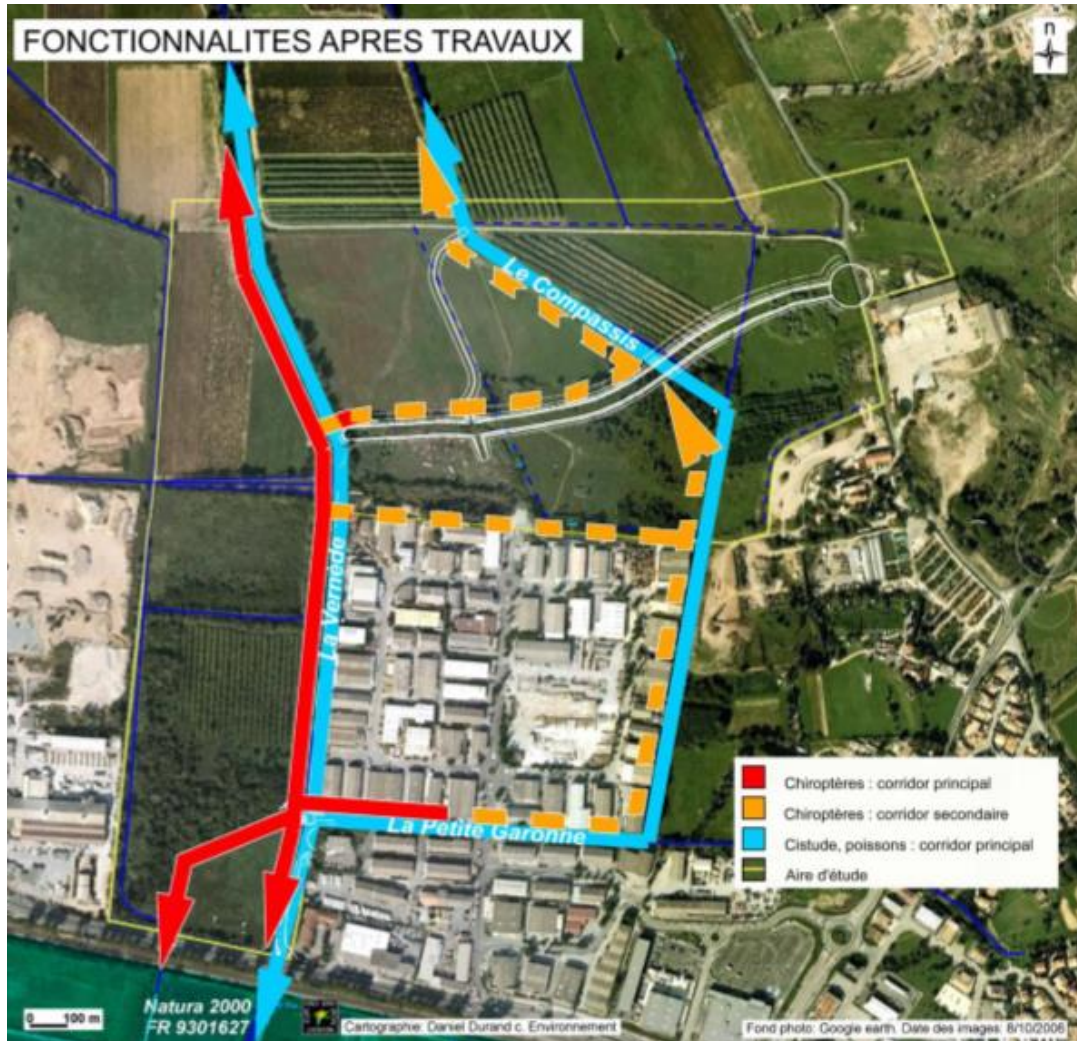 FONCTIONNALITES APRES TRAVAUX
n
Le Compassis
La Vernède
La Petite Garonne
Chiroptères : corridor principal
Chiroptères : corridor secondaire
Cistude, poissons : corridor principal
Aire d'étude
Natura 2000
FR 9301627
0 100 m
Cartographie: Daniel Durand c. Environnement
Fond photo: Google earth. Date des images: 8/10/2006